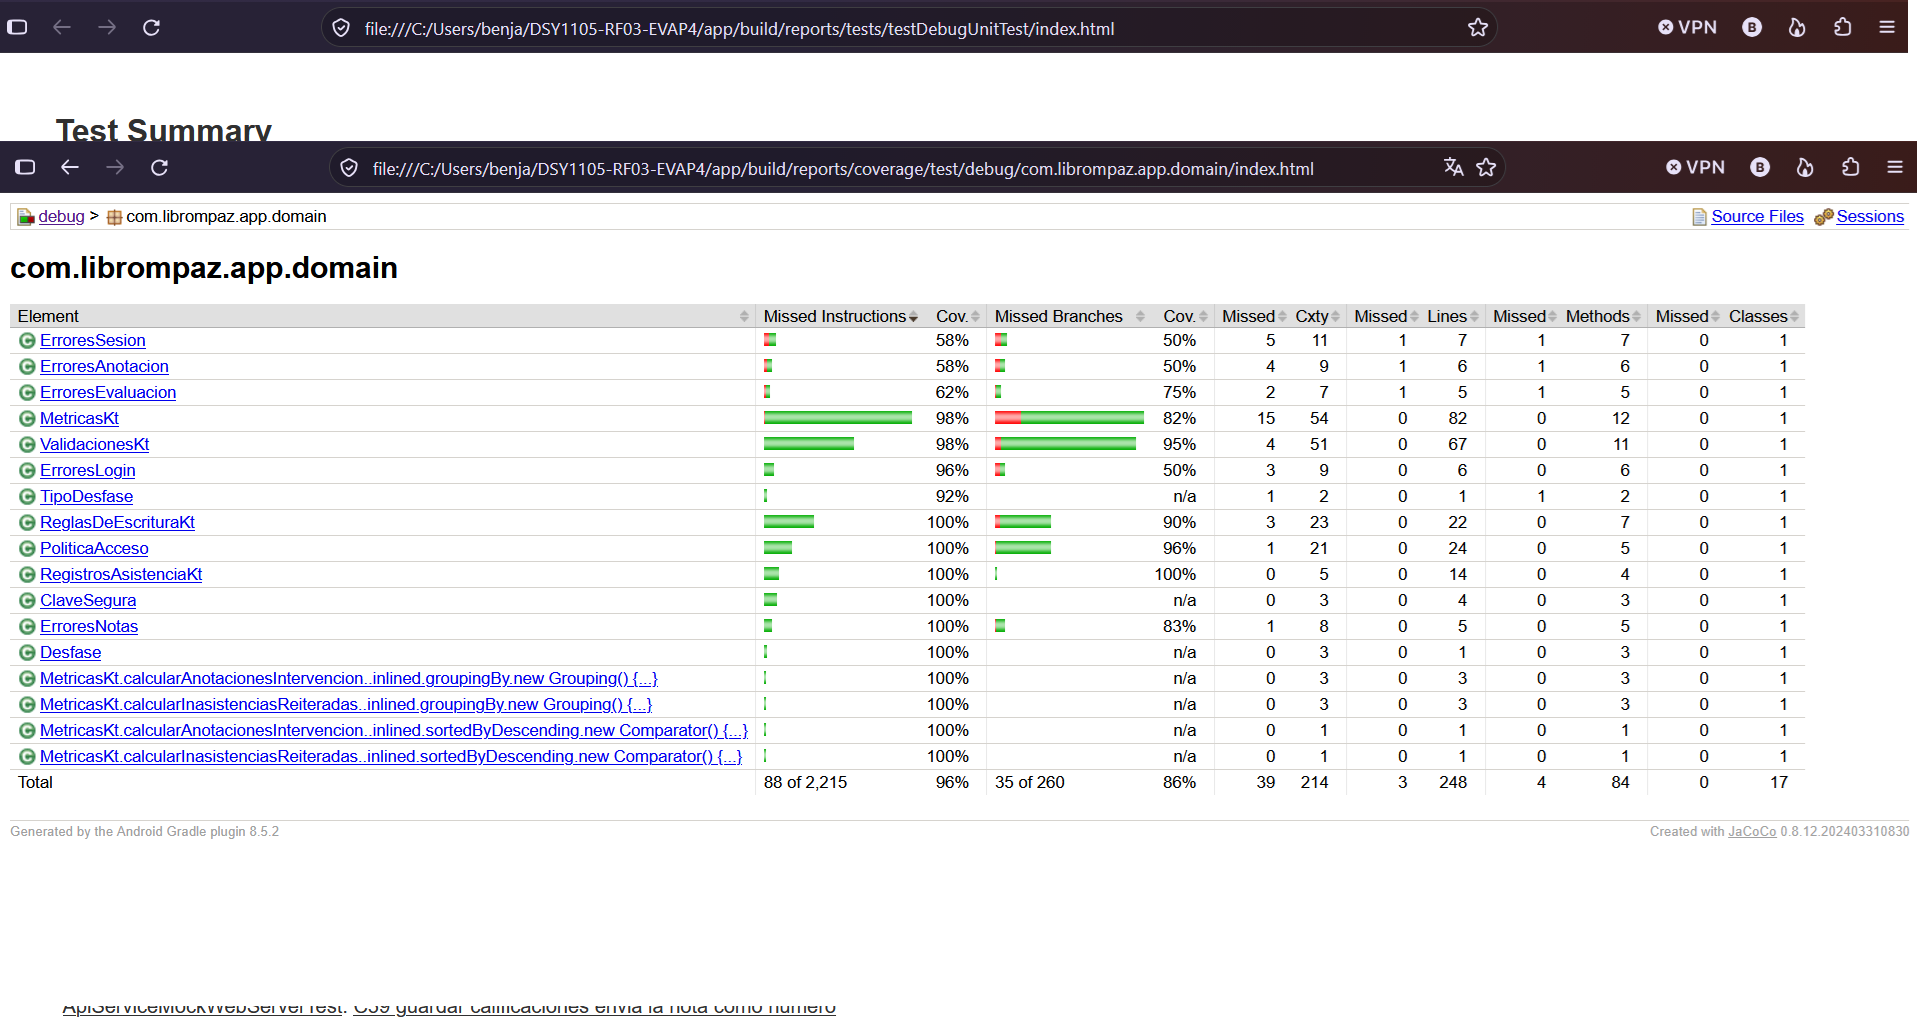 file:///C:/Users/benja/DSY1105-RF03-EVAP4/app/build/reports/tests/testDebugUnitTest/index.html VPN B
Test Summary
file:///C:/Users/benja/DSY1105-RF03-EVAP4/app/build/reports/coverage/test/debug/com.librompaz.app.domain/index.html VPN B
debug > com.librompaz.app.domain Source Files Sessions
com.librompaz.app.domain
Element Missed Instructions Cov. Missed Branches Cov. Missed Cxty Missed Lines Missed Methods Missed Classes
ErroresSesion 58% 50% 5 11 1 7 1 7 0 1
ErroresAnotacion 58% 50% 4 9 1 6 1 6 0 1
ErroresEvaluacion 62% 75% 2 7 1 5 1 5 0 1
MetricasKt 98% 82% 15 54 0 82 0 12 0 1
ValidacionesKt 98% 95% 4 51 0 67 0 11 0 1
ErroresLogin 96% 50% 3 9 0 6 0 6 0 1
TipoDesfase 92% n/a 1 2 0 1 1 2 0 1
ReglasDeEscrituraKt 100% 90% 3 23 0 22 0 7 0 1
PoliticaAcceso 100% 96% 1 21 0 24 0 5 0 1
RegistrosAsistenciaKt 100% 100% 0 5 0 14 0 4 0 1
ClaveSegura 100% n/a 0 3 0 4 0 3 0 1
ErroresNotas 100% 83% 1 8 0 5 0 5 0 1
Desfase 100% n/a 0 3 0 1 0 3 0 1
MetricasKt.calcularAnotacionesIntervencion..inlined.groupingBy.new Grouping() {...} 100% n/a 0 3 0 3 0 3 0 1
MetricasKt.calcularInasistenciasReiteradas..inlined.groupingBy.new Grouping() {...} 100% n/a 0 3 0 3 0 3 0 1
MetricasKt.calcularAnotacionesIntervencion..inlined.sortedByDescending.new Comparator() {...} 100% n/a 0 1 0 1 0 1 0 1
MetricasKt.calcularInasistenciasReiteradas..inlined.sortedByDescending.new Comparator() {...} 100% n/a 0 1 0 1 0 1 0 1
Total 88 of 2,215 96% 35 of 260 86% 39 214 3 248 4 84 0 17
Generated by the Android Gradle plugin 8.5.2 Created with JaCoCo 0.8.12.202403310830
ApiServiceMockWebServerTest. C39 guardar calificaciones envia la nota como numero